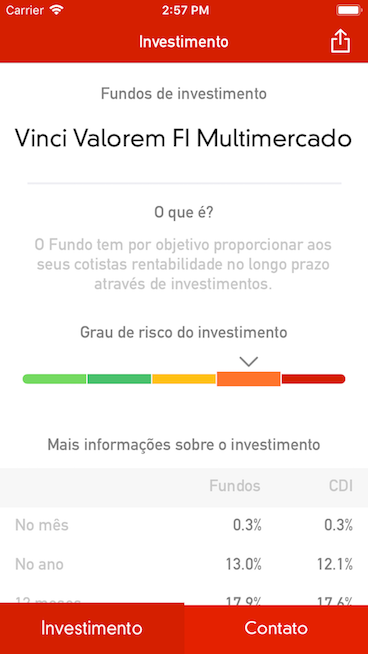 Carrier 2:57 PM
Investimento
Fundos de investimento
Vinci Valorem FI Multimercado
O que é?
O Fundo tem por objetivo proporcionar aos
seus cotistas rentabilidade no longo prazo
através de investimentos.
Grau de risco do investimento
Mais informações sobre o investimento
Fundos CDI
No mês 0.3% 0.3%
No ano 13.0% 12.1%
12 meses 17.9% 17.6%
Investimento Contato